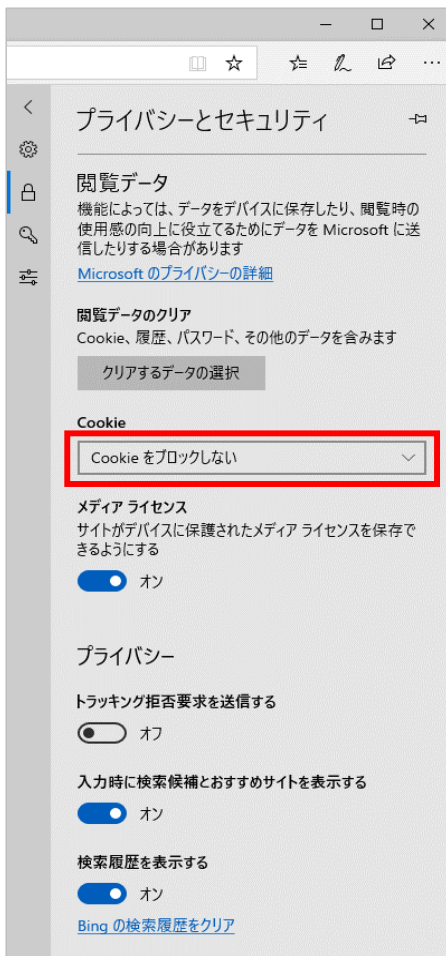 プライバシーとセキュリティ
閲覧データ
機能によっては、データをデバイスに保存したり、閲覧時の
使用感の向上に役立てるためにデータを Microsoft に送
信したりする場合があります
Microsoft のプライバシーの詳細
閲覧データのクリア
Cookie、履歴、パスワード、その他のデータを含みます
クリアするデータの選択
Cookie
Cookie をブロックしない
メディア ライセンス
サイトがデバイスに保護されたメディア ライセンスを保存で
きるようにする
オン
プライバシー
トラッキング拒否要求を送信する
オフ
入力時に検索候補とおすすめサイトを表示する
オン
検索履歴を表示する
オン
Bing の検索履歴をクリア